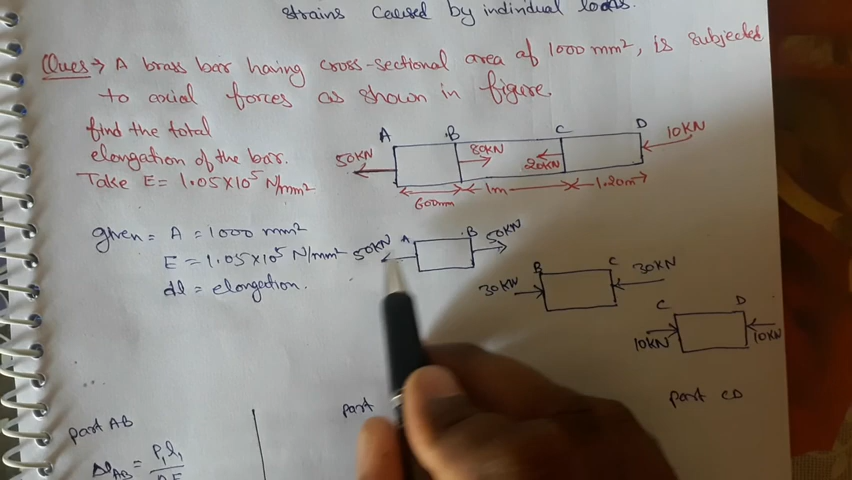 strains caused by individual loads.
Ques → A brass bar having cross-sectional area of 1000 mm², is subjected
to axial forces as shown in figure.
find the total
elongation of the bar.
Take E = 1.05×10⁵ N/mm²
A B C D
50KN 80KN 20KN 10KN
600mm 1m 1.20m
given = A = 1000 mm²
E = 1.05×10⁵ N/mm²
dl = elongation.
50KN A B 50KN
30KN B C 30KN
C D
10KN 10KN
part AB
part
part CD
Δl_AB = P₁l₁